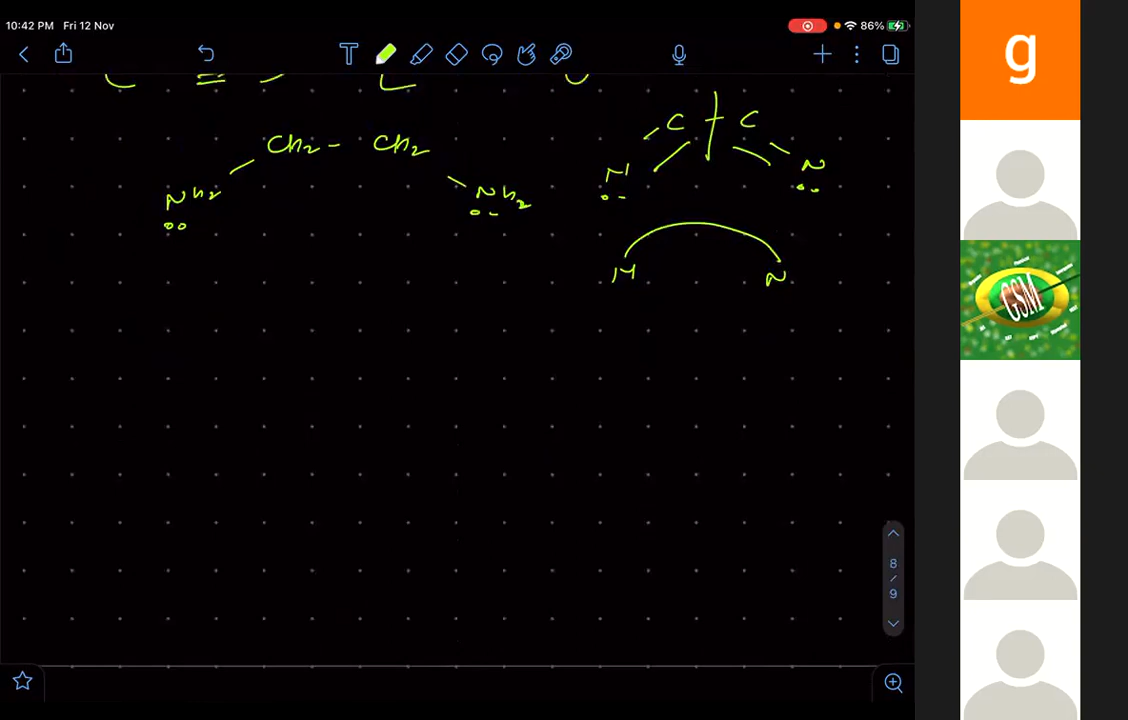 10:42 PM Fri 12 Nov 86%
g
T
C C
CH2 - CH2
N N
NH2 NH2
GSM
N N
8
/
9